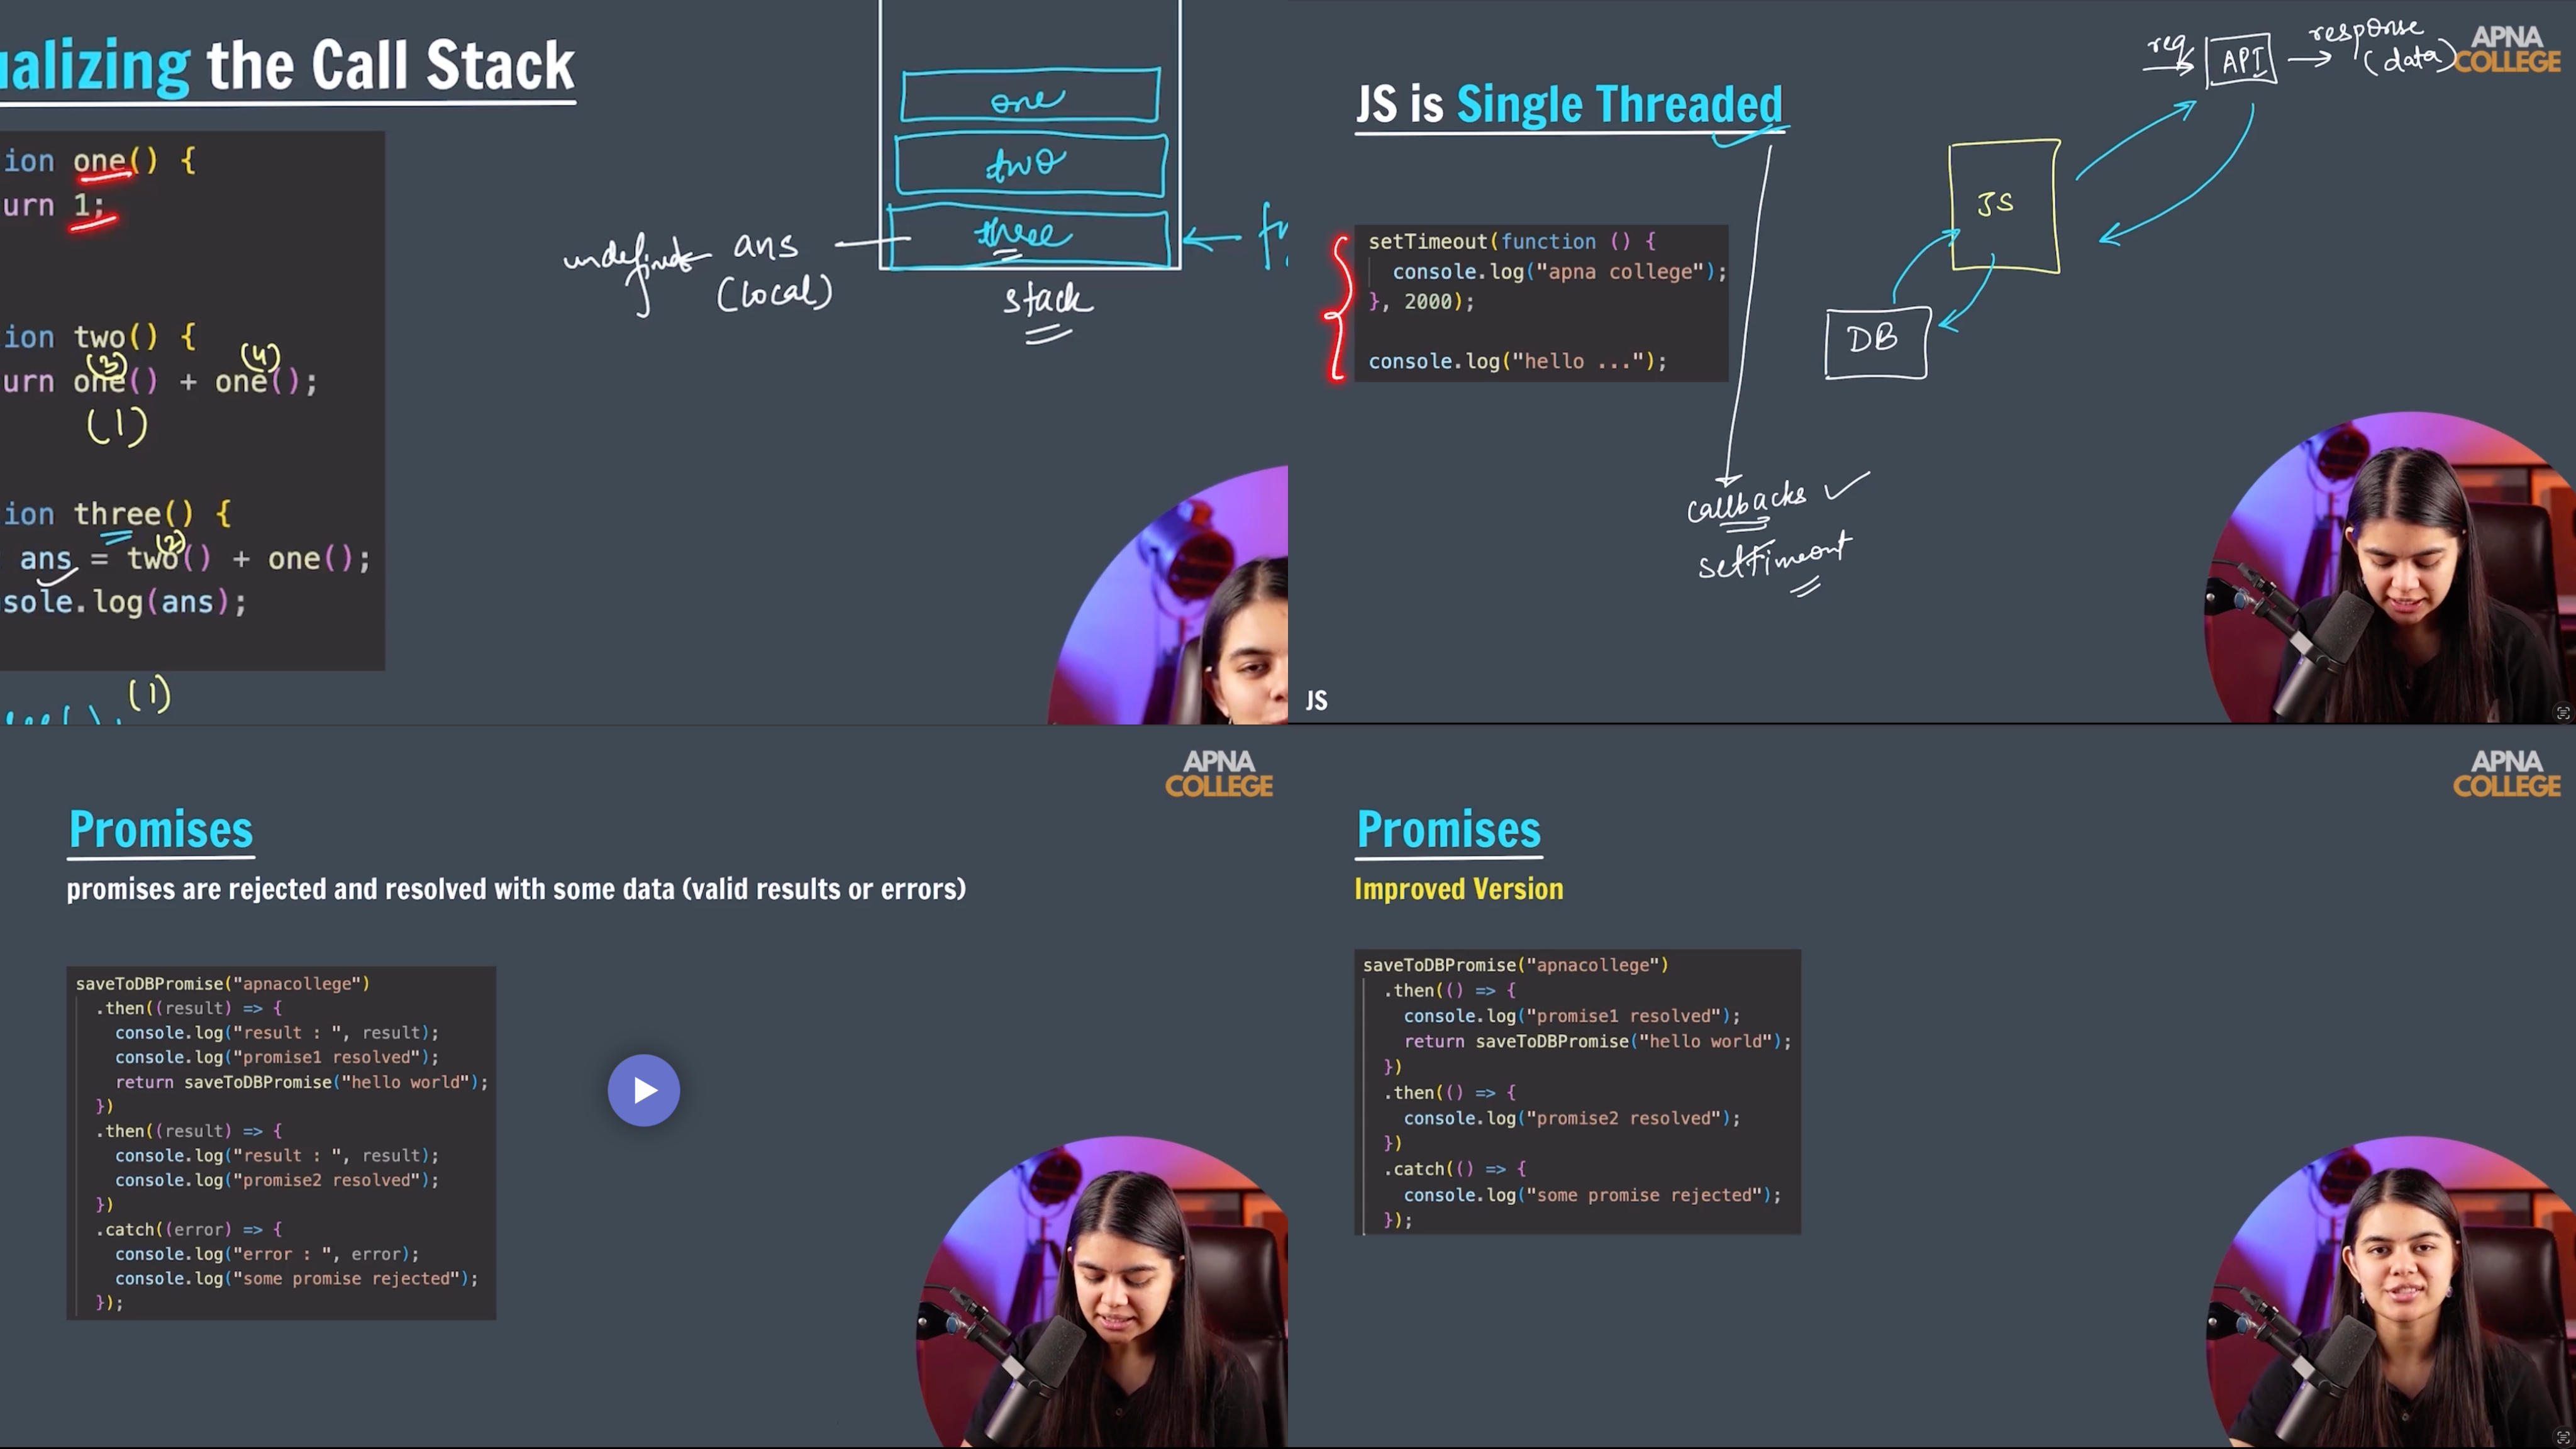 ualizing the Call Stack
ion one() {
urn 1;
ion two() {
(3) (4)
urn one() + one();
(1)
ion three() {
(2)
ans = two() + one();
sole.log(ans);
(1)
one
two
three
ans
(local)
stack
req
API
response
(data)
APNA
COLLEGE
JS is Single Threaded
JS
DB
setTimeout(function () {
console.log("apna college");
}, 2000);
console.log("hello ...");
callbacks
setTimeout
JS
APNA
COLLEGE
Promises
promises are rejected and resolved with some data (valid results or errors)
saveToDBPromise("apnacollege")
.then((result) => {
console.log("result : ", result);
console.log("promise1 resolved");
return saveToDBPromise("hello world");
})
.then((result) => {
console.log("result : ", result);
console.log("promise2 resolved");
})
.catch((error) => {
console.log("error : ", error);
console.log("some promise rejected");
});
APNA
COLLEGE
Promises
Improved Version
saveToDBPromise("apnacollege")
.then(() => {
console.log("promise1 resolved");
return saveToDBPromise("hello world");
})
.then(() => {
console.log("promise2 resolved");
})
.catch(() => {
console.log("some promise rejected");
});